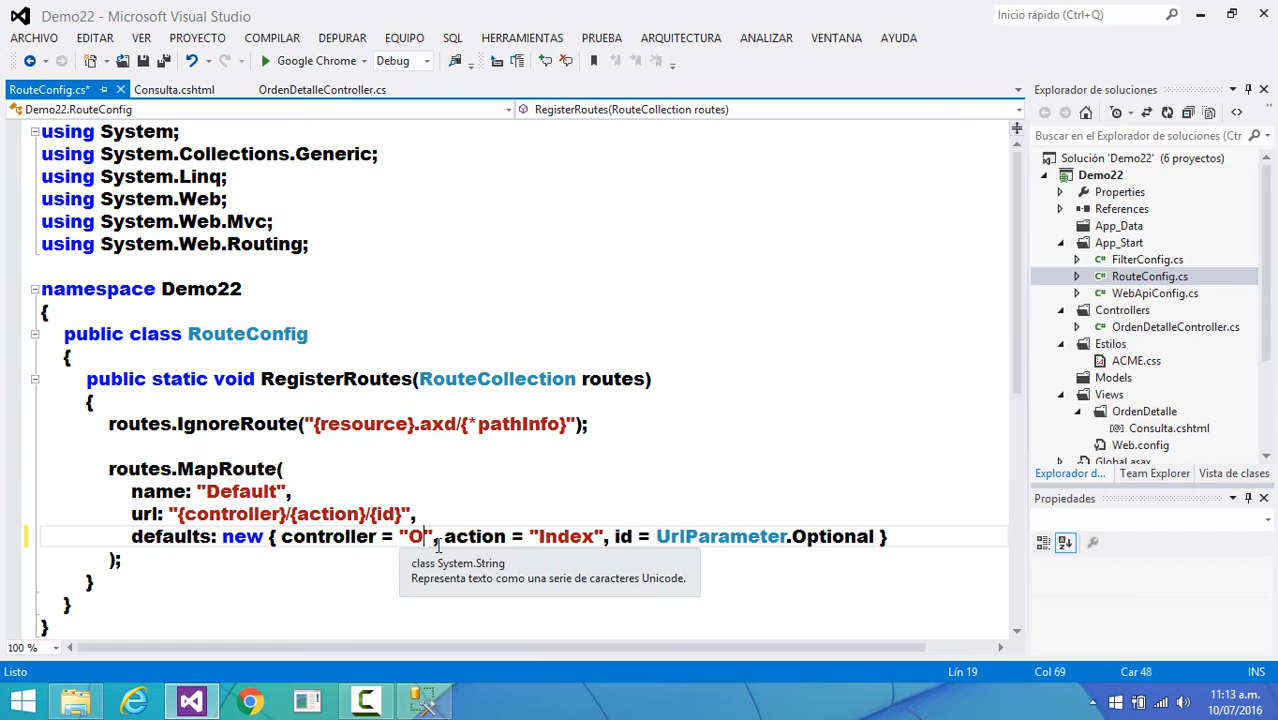 Demo22 - Microsoft Visual Studio
Inicio rápido (Ctrl+Q)
ARCHIVO EDITAR VER PROYECTO COMPILAR DEPURAR EQUIPO SQL HERRAMIENTAS PRUEBA ARQUITECTURA ANALIZAR VENTANA AYUDA
Google Chrome Debug
RouteConfig.cs* Consulta.cshtml OrdenDetalleController.cs
Demo22.RouteConfig RegisterRoutes(RouteCollection routes)
using System;
using System.Collections.Generic;
using System.Linq;
using System.Web;
using System.Web.Mvc;
using System.Web.Routing;
namespace Demo22
{
public class RouteConfig
{
public static void RegisterRoutes(RouteCollection routes)
{
routes.IgnoreRoute("{resource}.axd/{*pathInfo}");
routes.MapRoute(
name: "Default",
url: "{controller}/{action}/{id}",
defaults: new { controller = "O", action = "Index", id = UrlParameter.Optional }
);
}
}
}
class System.String
Representa texto como una serie de caracteres Unicode.
100 %
Explorador de soluciones
Buscar en el Explorador de soluciones (Ctr
Solución 'Demo22' (6 proyectos)
Demo22
Properties
References
App_Data
App_Start
FilterConfig.cs
RouteConfig.cs
WebApiConfig.cs
Controllers
OrdenDetalleController.cs
Estilos
ACME.css
Models
Views
OrdenDetalle
Consulta.cshtml
Web.config
Global.asax
Explorador d... Team Explorer Vista de clases
Propiedades
Listo Lín 19 Col 69 Car 48 INS
11:13 a.m.
10/07/2016